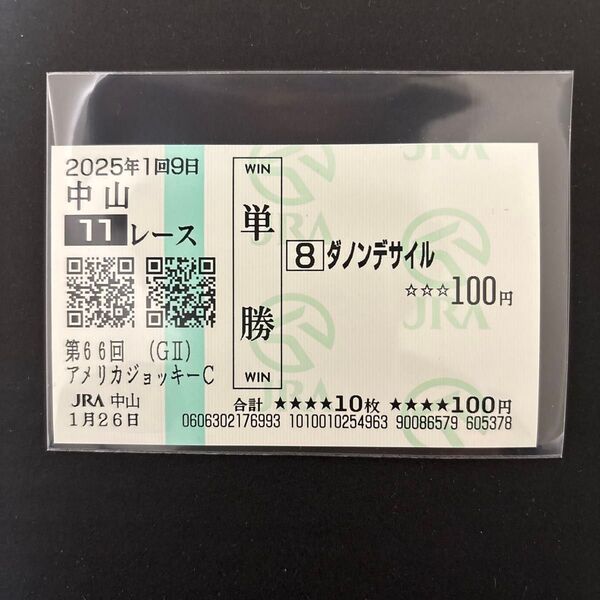 2025年1回9日
中山
11レース
第66回 (GⅡ)
アメリカジョッキーC
JRA 中山
1月26日
WIN
単勝
WIN
8 ダノンデサイル
☆☆☆100円
合計 ★★★★10枚 ★★★★100円
0606302176993 1010010254963 90086579 605378
JRA
JRA
JRA